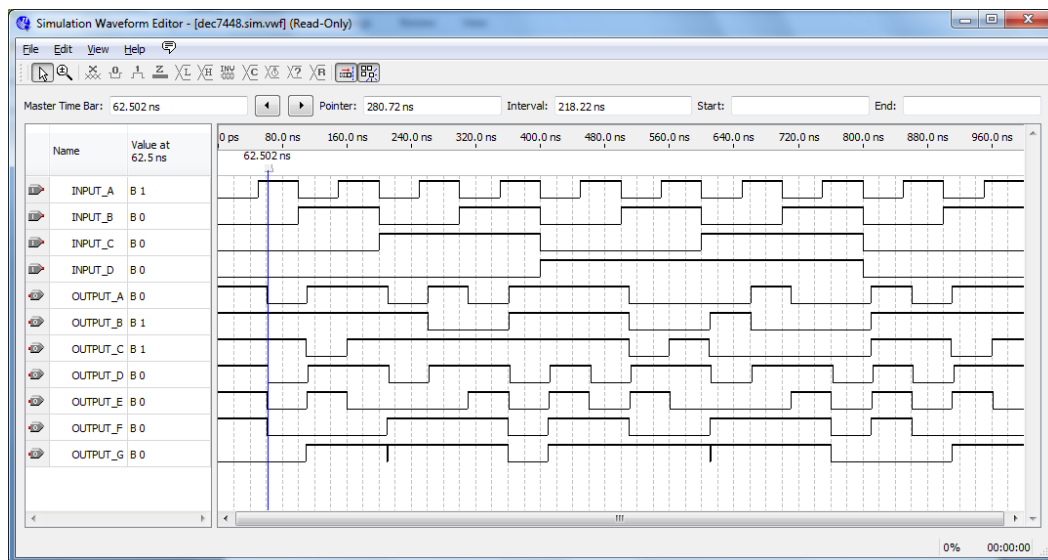 Simulation Waveform Editor - [dec7448.sim.vwf] (Read-Only)
File Edit View Help
Master Time Bar: 62.502 ns Pointer: 280.72 ns Interval: 218.22 ns Start: End:
Name Value at 62.5 ns 0 ps 80.0 ns 160.0 ns 240.0 ns 320.0 ns 400.0 ns 480.0 ns 560.0 ns 640.0 ns 720.0 ns 800.0 ns 880.0 ns 960.0 ns
62.502 ns
INPUT_A B 1
INPUT_B B 0
INPUT_C B 0
INPUT_D B 0
OUTPUT_A B 0
OUTPUT_B B 1
OUTPUT_C B 1
OUTPUT_D B 0
OUTPUT_E B 0
OUTPUT_F B 0
OUTPUT_G B 0
0% 00:00:00